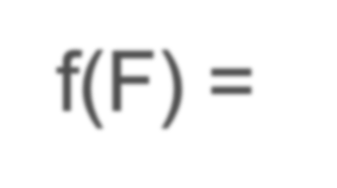 f(F) =